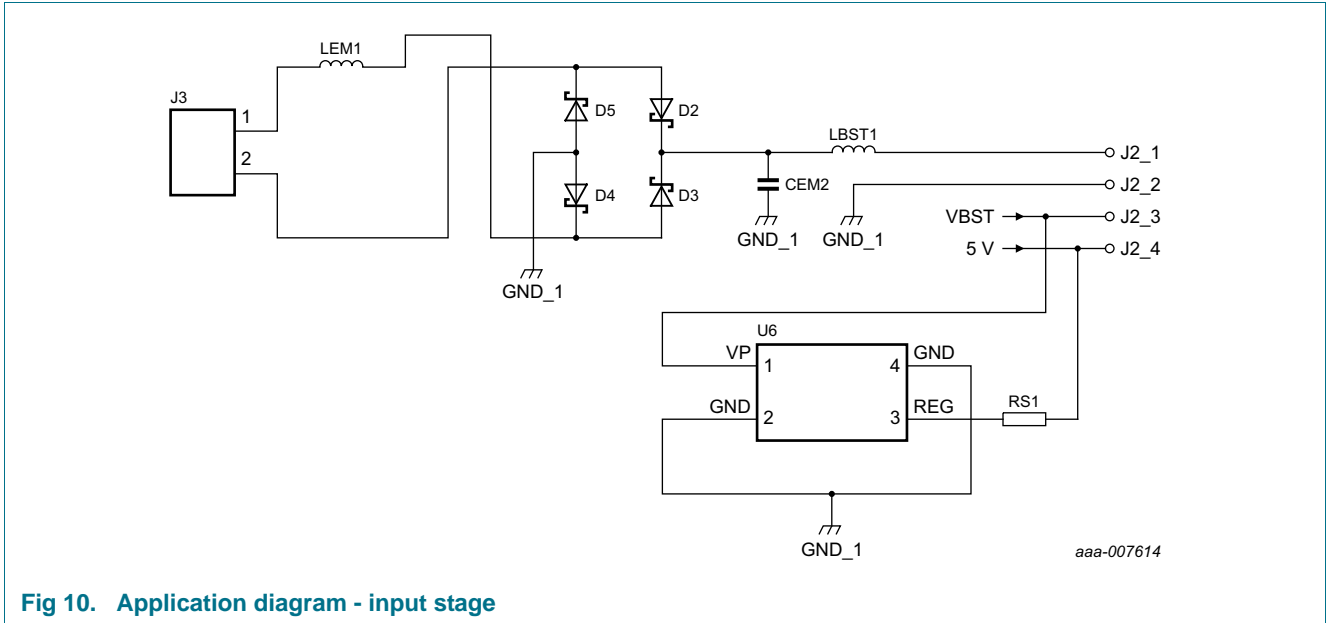 LEM1
J3
1
2
D5
D2
D4
D3
LBST1
CEM2
GND_1
GND_1
GND_1
J2_1
J2_2
VBST
J2_3
5 V
J2_4
U6
VP
1
4
GND
GND
2
3
REG
RS1
GND_1
aaa-007614
Fig 10. Application diagram - input stage